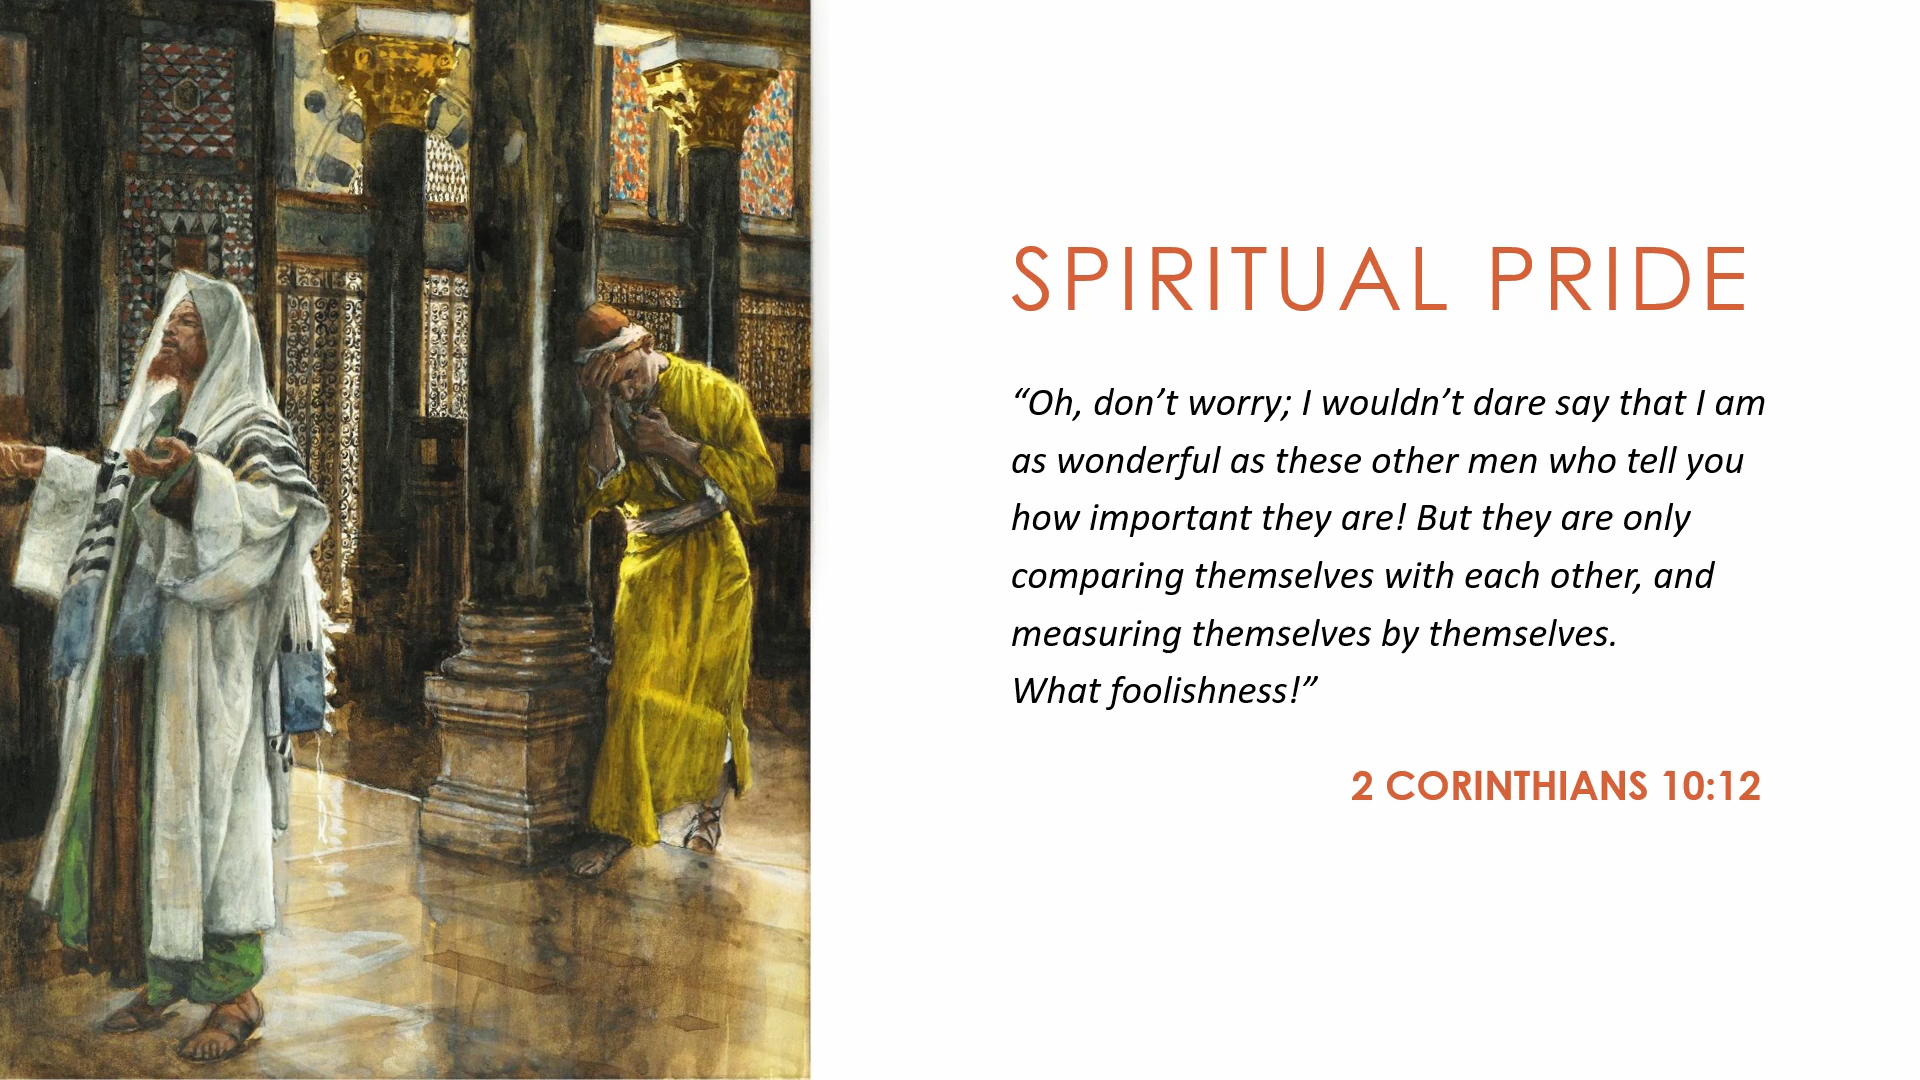 SPIRITUAL PRIDE
“Oh, don’t worry; I wouldn’t dare say that I am
as wonderful as these other men who tell you
how important they are! But they are only
comparing themselves with each other, and
measuring themselves by themselves.
What foolishness!”
2 CORINTHIANS 10:12